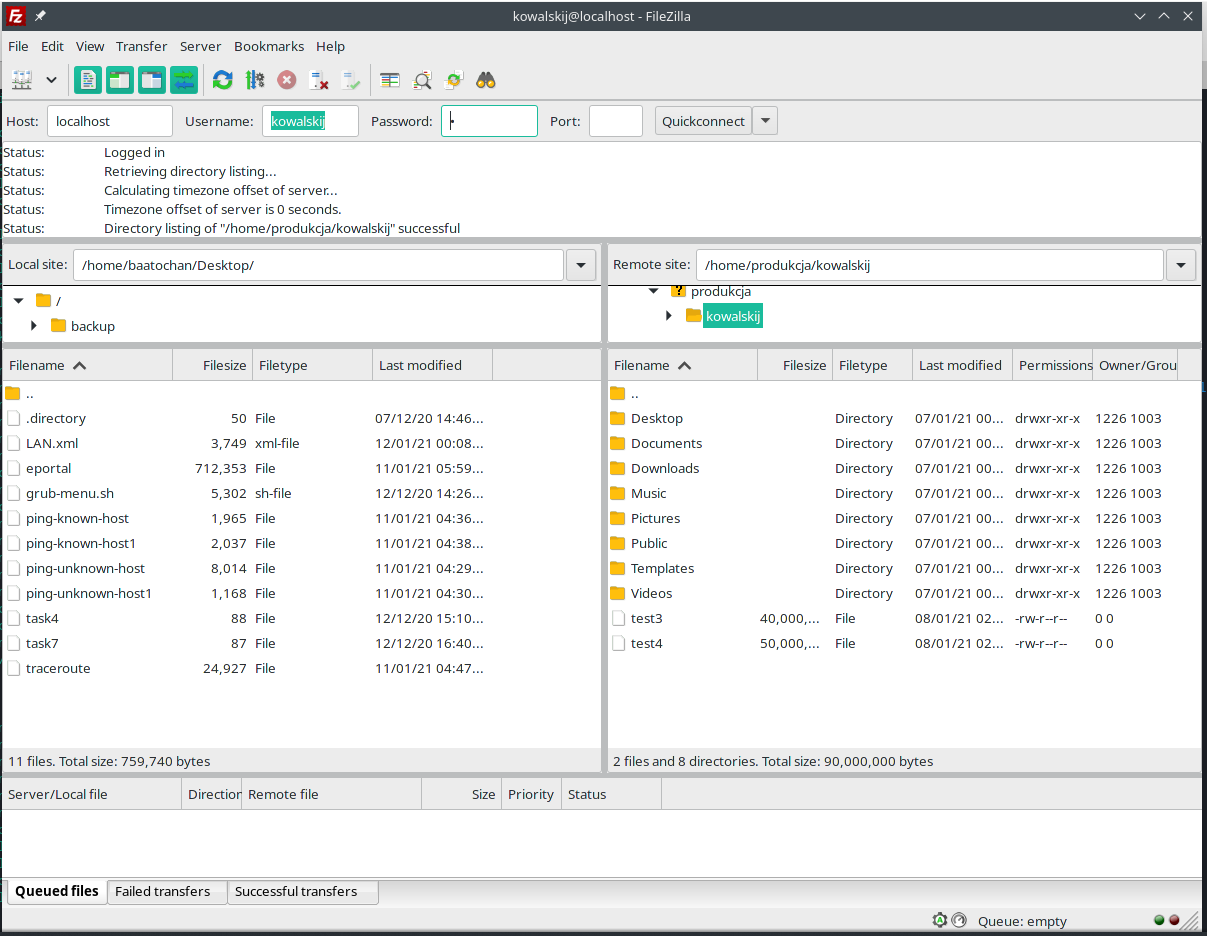 kowalskij@localhost - FileZilla
File Edit View Transfer Server Bookmarks Help
Host: localhost Username: kowalskij Password: • Port: Quickconnect
Status: Logged in
Status: Retrieving directory listing...
Status: Calculating timezone offset of server...
Status: Timezone offset of server is 0 seconds.
Status: Directory listing of "/home/produkcja/kowalskij" successful
Local site: /home/baatochan/Desktop/
/
backup
Remote site: /home/produkcja/kowalskij
produkcja
kowalskij
Filename Filesize Filetype Last modified
..
.directory 50 File 07/12/20 14:46...
LAN.xml 3,749 xml-file 12/01/21 00:08...
eportal 712,353 File 11/01/21 05:59...
grub-menu.sh 5,302 sh-file 12/12/20 14:26...
ping-known-host 1,965 File 11/01/21 04:36...
ping-known-host1 2,037 File 11/01/21 04:38...
ping-unknown-host 8,014 File 11/01/21 04:29...
ping-unknown-host1 1,168 File 11/01/21 04:30...
task4 88 File 12/12/20 15:10...
task7 87 File 12/12/20 16:40...
traceroute 24,927 File 11/01/21 04:47...
11 files. Total size: 759,740 bytes
Filename Filesize Filetype Last modified Permissions Owner/Grou
..
Desktop Directory 07/01/21 00... drwxr-xr-x 1226 1003
Documents Directory 07/01/21 00... drwxr-xr-x 1226 1003
Downloads Directory 07/01/21 00... drwxr-xr-x 1226 1003
Music Directory 07/01/21 00... drwxr-xr-x 1226 1003
Pictures Directory 07/01/21 00... drwxr-xr-x 1226 1003
Public Directory 07/01/21 00... drwxr-xr-x 1226 1003
Templates Directory 07/01/21 00... drwxr-xr-x 1226 1003
Videos Directory 07/01/21 00... drwxr-xr-x 1226 1003
test3 40,000,... File 08/01/21 02... -rw-r--r-- 0 0
test4 50,000,... File 08/01/21 02... -rw-r--r-- 0 0
2 files and 8 directories. Total size: 90,000,000 bytes
Server/Local file Direction Remote file Size Priority Status
Queued files Failed transfers Successful transfers
Queue: empty